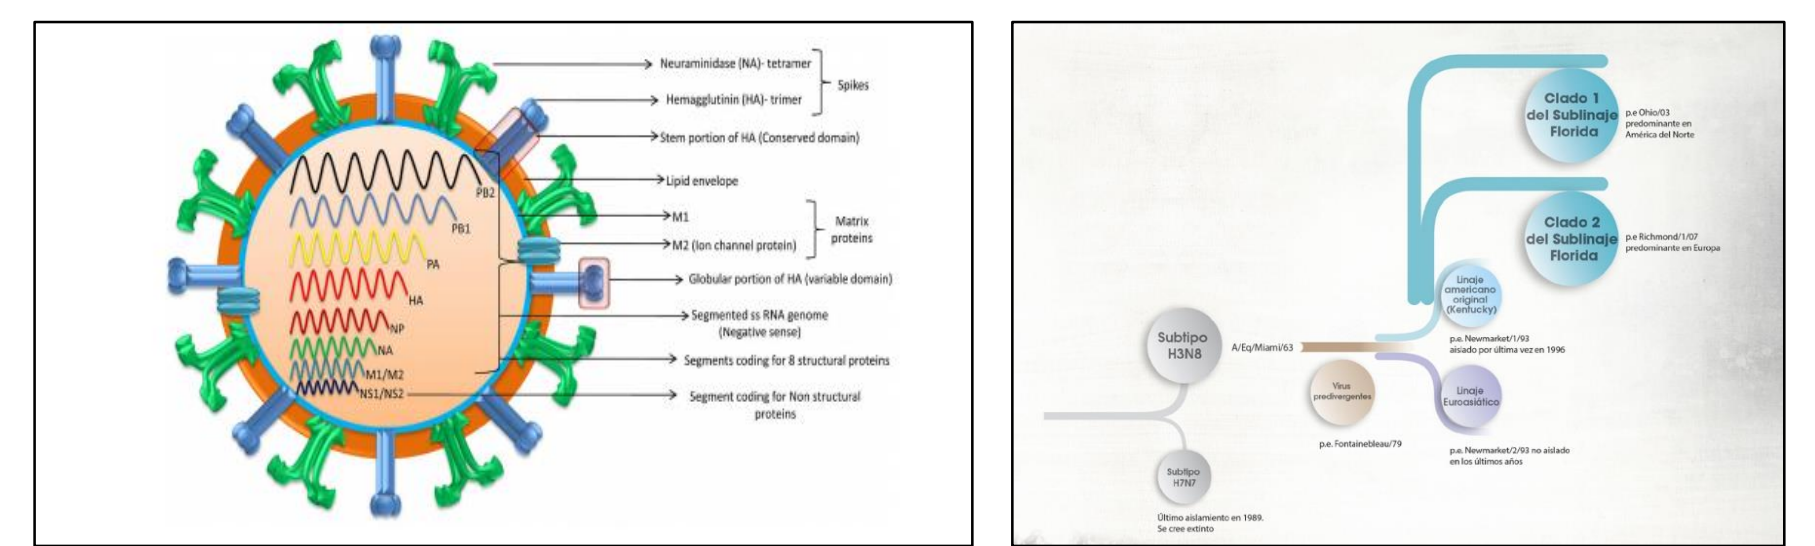 Neuraminidase (NA)- tetramer
Spikes
Hemagglutinin (HA)- trimer
Stem portion of HA (Conserved domain)
Lipid envelope
M1
Matrix
proteins
M2 (Ion channel protein)
Globular portion of HA (variable domain)
Segmented ss RNA genome
(Negative sense)
Segments coding for 8 structural proteins
Segment coding for Non structural
proteins
PB2
PB1
PA
HA
NP
NA
M1/M2
NS1/NS2
Clado 1
del Sublinaje
Florida
p.e Ohio/03
predominante en
América del Norte
Clado 2
del Sublinaje
Florida
p.e Richmond/1/07
predominante en Europa
Linaje
americano
original
(Kentucky)
p.e. Newmarket/1/93
aislado por última vez en 1996
Subtipo
H3N8
A/Eq/Miami/63
Virus
predivergentes
p.e. Fontainebleau/79
Linaje
Euroasiático
p.e. Newmarket/2/93 no aislado
en los últimos años
Subtipo
H7N7
Último aislamiento en 1989.
Se cree extinto